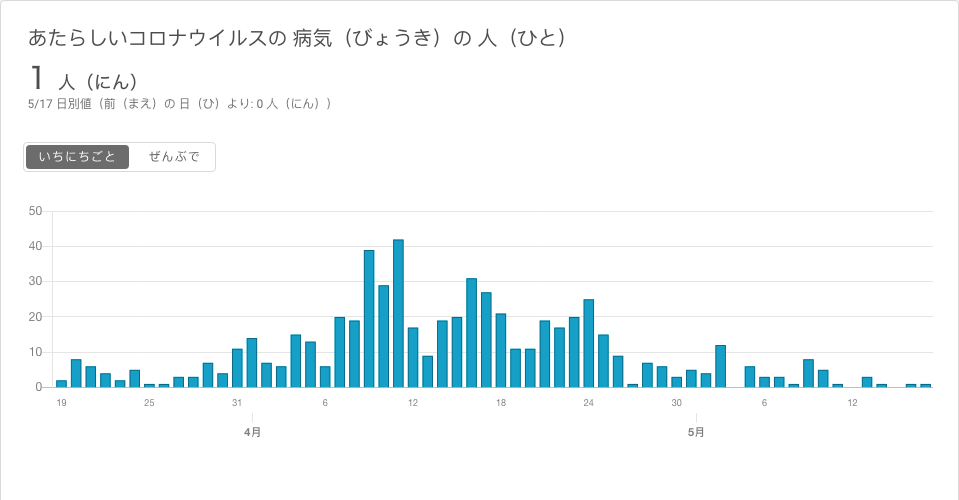 あたらしいコロナウイルスの 病気（びょうき）の 人（ひと）
1 人（にん）
5/17 日別値（前（まえ）の 日（ひ）より: 0 人（にん））
いちにちごと ぜんぶで
50
40
30
20
10
0
19 25 31 6 12 18 24 30 6 12
4月 5月